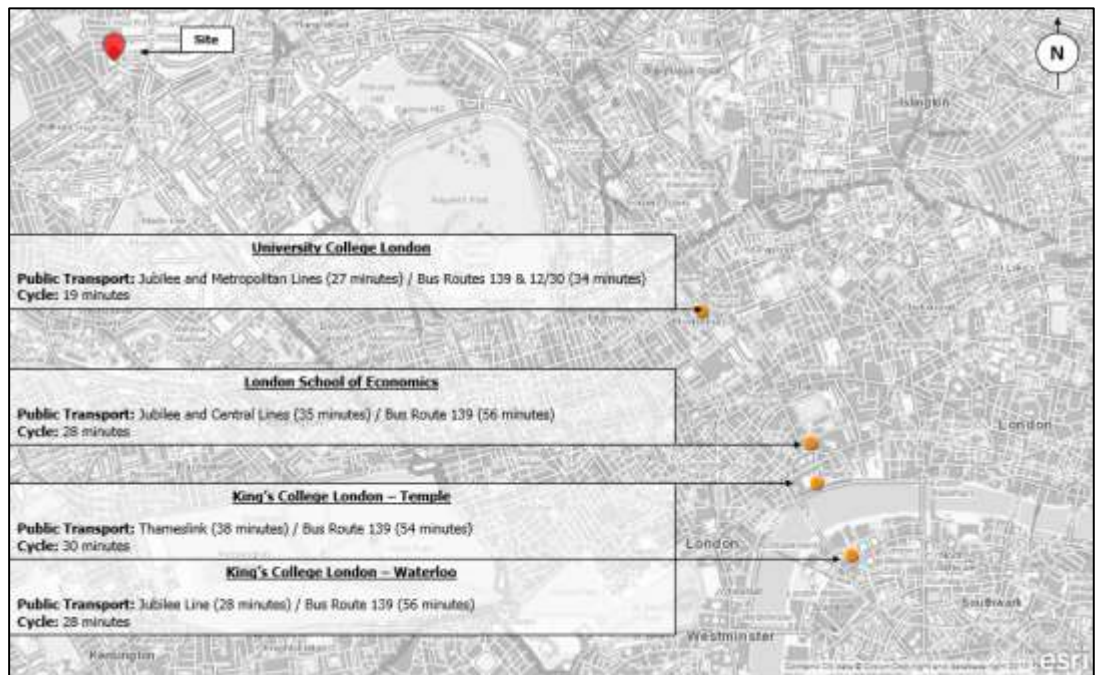 Site
N
Islington
University College London
Public Transport: Jubilee and Metropolitan Lines (27 minutes) / Bus Routes 139 & 12/30 (34 minutes)
Cycle: 19 minutes
London School of Economics
Public Transport: Jubilee and Central Lines (35 minutes) / Bus Route 139 (56 minutes)
Cycle: 28 minutes
London
King's College London – Temple
Public Transport: Thameslink (38 minutes) / Bus Route 139 (54 minutes)
Cycle: 30 minutes
London
King's College London – Waterloo
Public Transport: Jubilee Line (28 minutes) / Bus Route 139 (56 minutes)
Cycle: 28 minutes
Southwark
Westminster
Kensington
esri